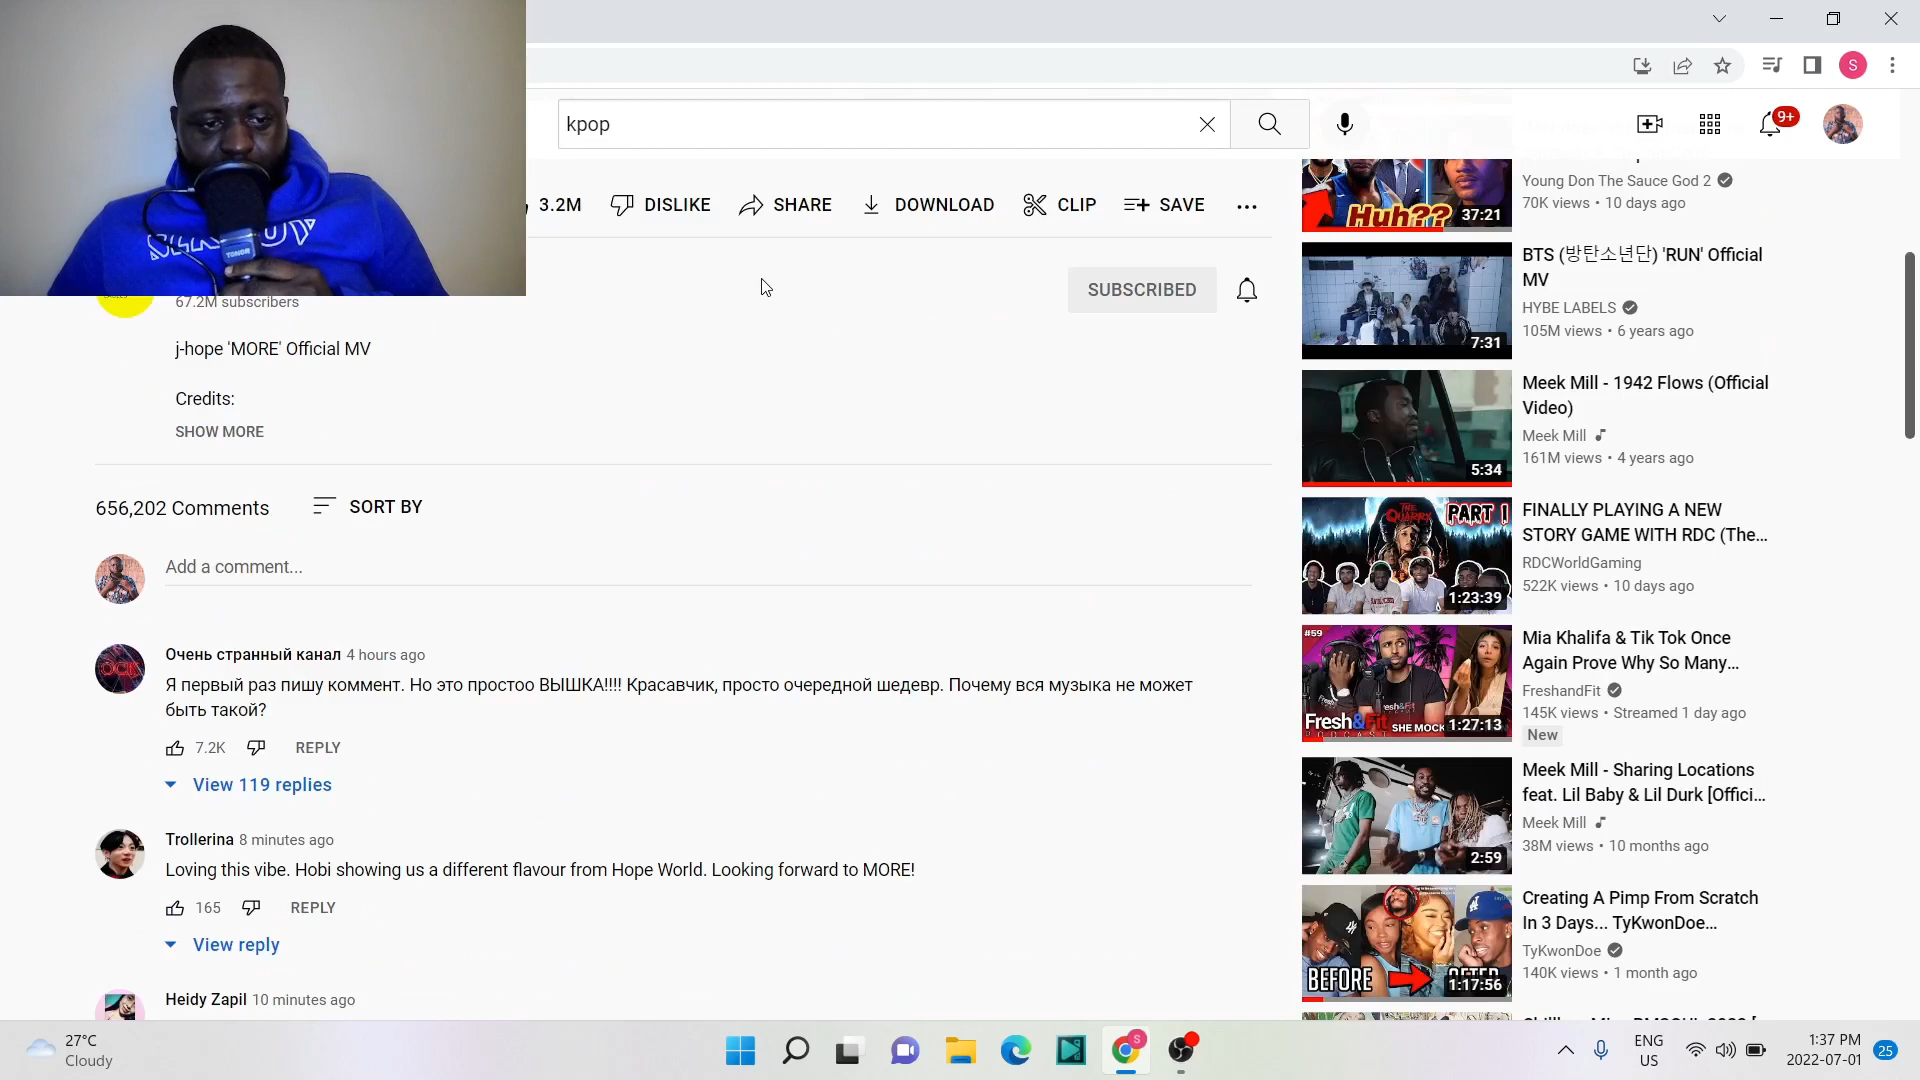 S
kpop
9+
Young Don The Sauce God 2
70K views • 10 days ago
Huh??
37:21
3.2M
DISLIKE
SHARE
DOWNLOAD
CLIP
SAVE
TONOR
67.2M subscribers
SUBSCRIBED
j-hope 'MORE' Official MV
Credits:
SHOW MORE
656,202 Comments
SORT BY
Add a comment...
Очень странный канал 4 hours ago
Я первый раз пишу коммент. Но это простоо ВЫШКА!!!! Красавчик, просто очередной шедевр. Почему вся музыка не может
быть такой?
7.2K
REPLY
View 119 replies
Trollerina 8 minutes ago
Loving this vibe. Hobi showing us a different flavour from Hope World. Looking forward to MORE!
165
REPLY
View reply
Heidy Zapil 10 minutes ago
BTS (방탄소년단) 'RUN' Official
MV
HYBE LABELS
105M views • 6 years ago
7:31
Meek Mill - 1942 Flows (Official
Video)
Meek Mill
161M views • 4 years ago
5:34
THE
QUARRY
PART 1
1:23:39
FINALLY PLAYING A NEW
STORY GAME WITH RDC (The...
RDCWorldGaming
522K views • 10 days ago
#59
Fresh&Fit
PODCAST
SHE MOCK
1:27:13
Mia Khalifa & Tik Tok Once
Again Prove Why So Many...
FreshandFit
145K views • Streamed 1 day ago
New
2:59
Meek Mill - Sharing Locations
feat. Lil Baby & Lil Durk [Offici...
Meek Mill
38M views • 10 months ago
BEFORE
AFTER
1:17:56
Creating A Pimp From Scratch
In 3 Days... TyKwonDoe...
TyKwonDoe
140K views • 1 month ago
27°C
Cloudy
S
ENG
US
1:37 PM
2022-07-01
25